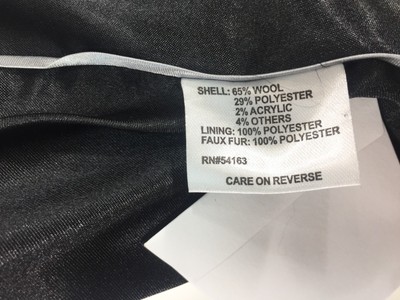 SHELL: 65% WOOL
29% POLYESTER
2% ACRYLIC
4% OTHERS
LINING: 100% POLYESTER
FAUX FUR: 100% POLYESTER
RN#54163
CARE ON REVERSE